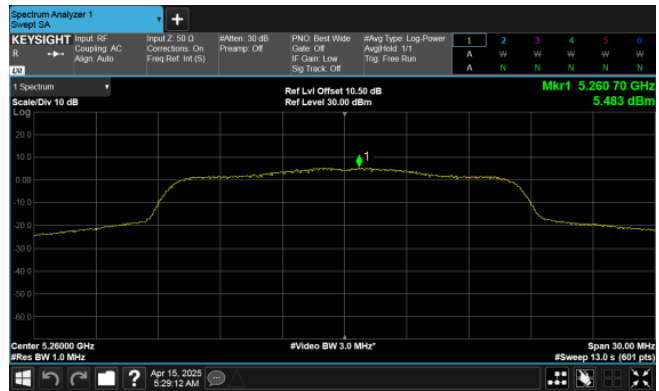 Spectrum Analyzer 1
Swept SA
+
KEYSIGHT
R
LXI
Input: RF
Coupling: AC
Align: Auto
Input Z: 50 Ω
Corrections: On
Freq Ref: Int (S)
#Atten: 30 dB
Preamp: Off
PNO: Best Wide
Gate: Off
IF Gain: Low
Sig Track: Off
#Avg Type: Log-Power
Avg|Hold: 1/1
Trig: Free Run
1 2 3 4 5 6
A W W W W W
A N N N N N
1 Spectrum
Scale/Div 10 dB
Log
Ref Lvl Offset 10.50 dB
Ref Level 30.00 dBm
Mkr1 5.260 70 GHz
5.483 dBm
1
20.0
10.0
0.00
-10.0
-20.0
-30.0
-40.0
-50.0
-60.0
Center 5.26000 GHz
#Res BW 1.0 MHz
#Video BW 3.0 MHz*
Span 30.00 MHz
#Sweep 13.0 s (601 pts)
?
Apr 15, 2025
5:29:12 AM